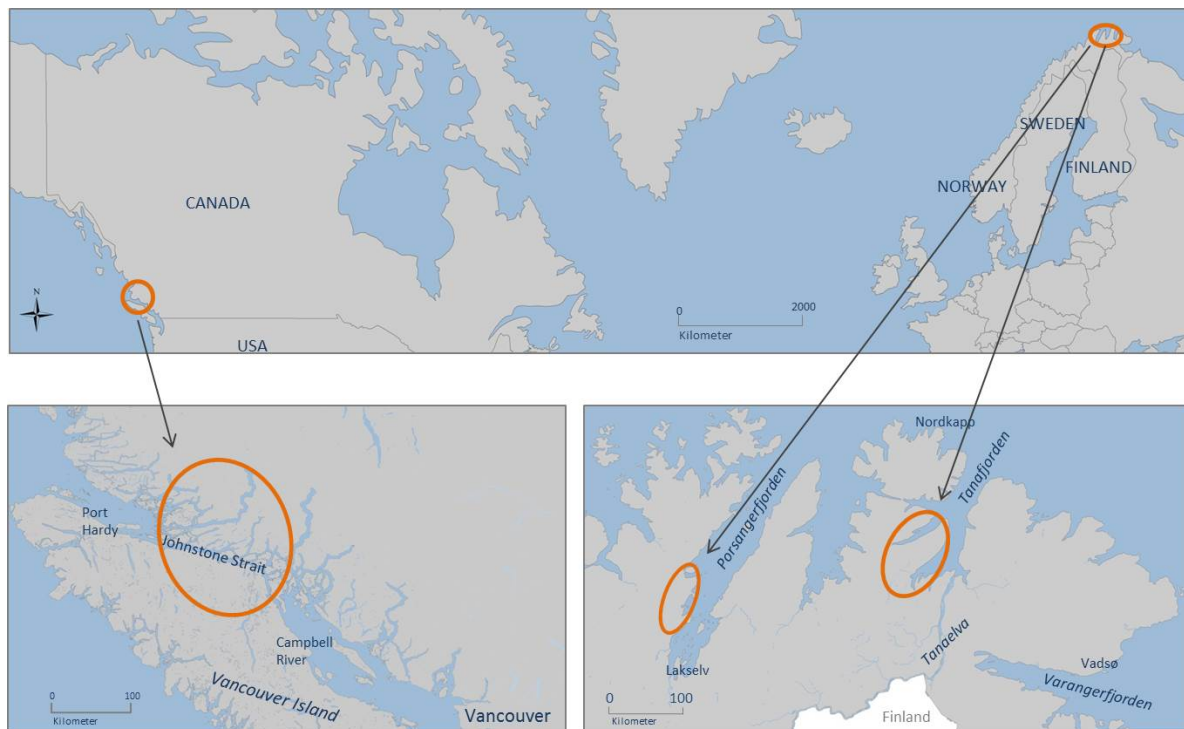 SWEDEN
FINLAND
NORWAY
CANADA
N
0 2000
Kilometer
USA
Port
Hardy
Johnstone Strait
Campbell
River
Vancouver Island
Vancouver
0 100
Kilometer
Nordkapp
Tanafjorden
Porsangerfjorden
Tanaelva
Lakselv
Vadsø
Varangerfjorden
0 100
Kilometer
Finland